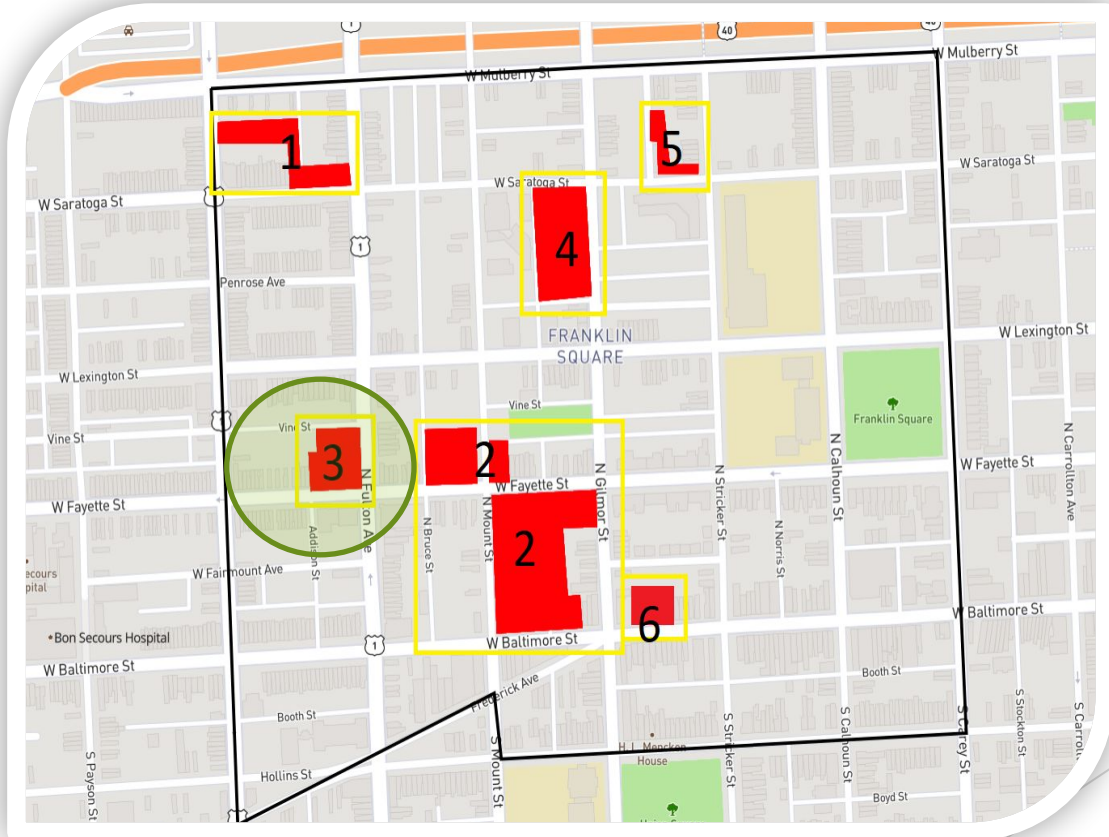 1
40
40
W Mulberry St
W Mulberry St
1
5
W Saratoga St
W Saratoga St
W Saratoga St
1
4
Penrose Ave
FRANKLIN
SQUARE
W Lexington St
W Lexington St
Vine St
Vine St
Vine St
Franklin Square
N Carrollton Ave
N Calhoun St
3
2
W Fayette St
W Fayette St
W Fayette St
N Fulton Ave
N Mount St
N Gilmor St
N Stricker St
N Bruce St
Addison St
N Norris St
2
W Fairmount Ave
ecours
pital
6
Bon Secours Hospital
W Baltimore St
W Baltimore St
W Baltimore St
1
Booth St
Booth St
Frederick Ave
S Payson St
S Mount St
S Stricker St
S Calhoun St
S Carey St
S Stockton St
S Carroll
H. L. Mencken
House
Hollins St
Boyd St